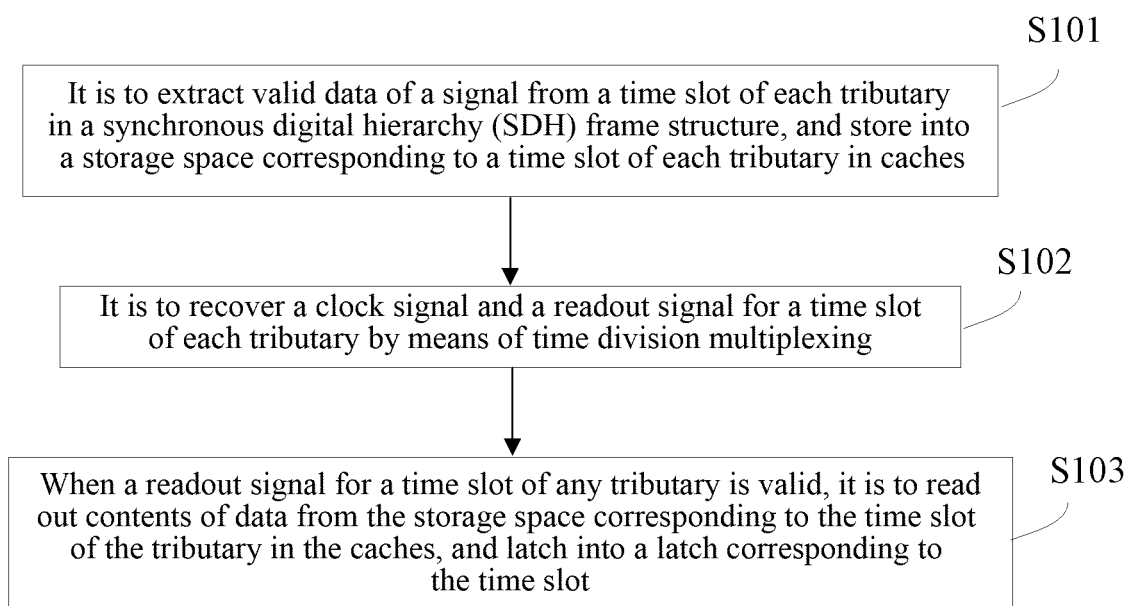 S101
It is to extract valid data of a signal from a time slot of each tributary
in a synchronous digital hierarchy (SDH) frame structure, and store into
a storage space corresponding to a time slot of each tributary in caches
S102
It is to recover a clock signal and a readout signal for a time slot
of each tributary by means of time division multiplexing
S103
When a readout signal for a time slot of any tributary is valid, it is to read
out contents of data from the storage space corresponding to the time slot
of the tributary in the caches, and latch into a latch corresponding to
the time slot